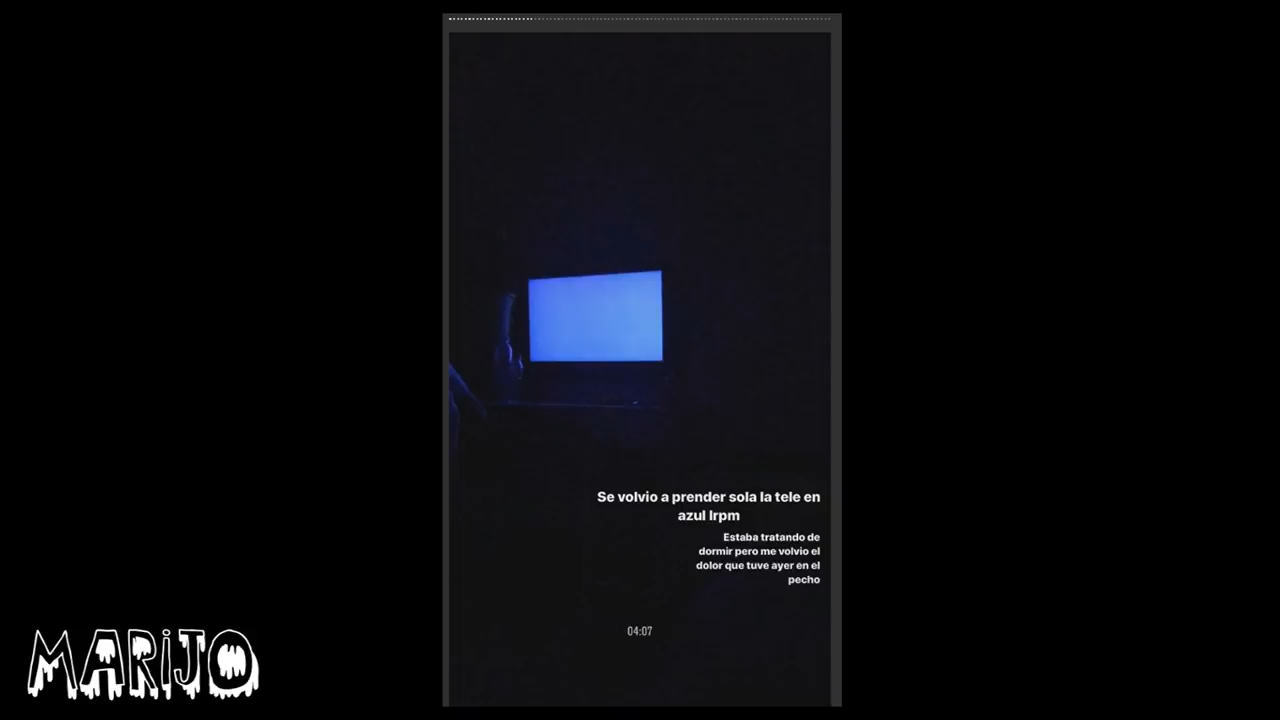 Se volvio a prender sola la tele en
azul lrpm
Estaba tratando de
dormir pero me volvio el
dolor que tuve ayer en el
pecho
04:07
MARiJO